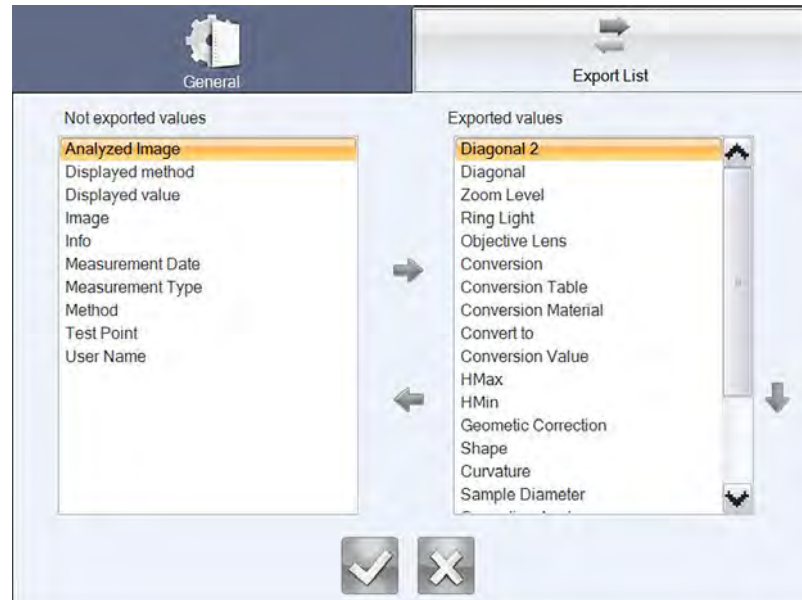 General
Export List
Not exported values
Analyzed Image
Displayed method
Displayed value
Image
Info
Measurement Date
Measurement Type
Method
Test Point
User Name
Exported values
Diagonal 2
Diagonal
Zoom Level
Ring Light
Objective Lens
Conversion
Conversion Table
Conversion Material
Convert to
Conversion Value
HMax
HMin
Geometic Correction
Shape
Curvature
Sample Diameter